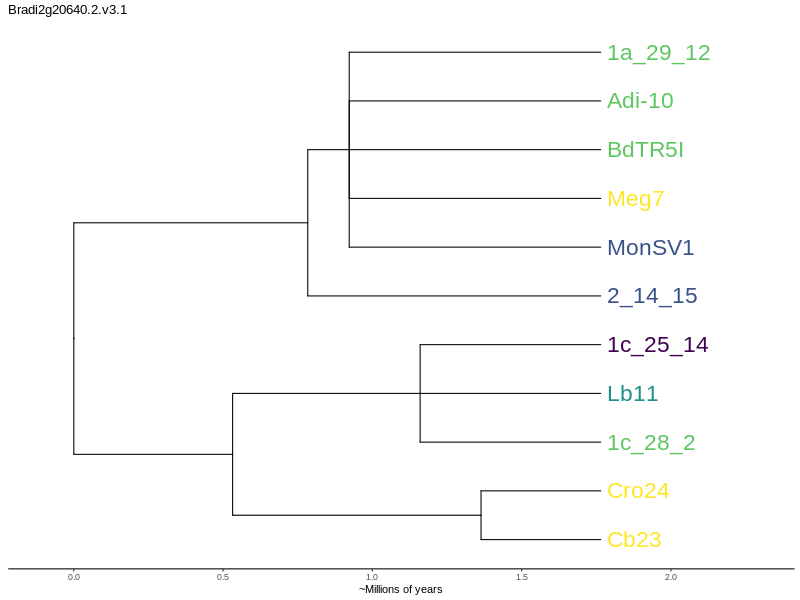 Bradi2g20640.2.v3.1
1a_29_12
Adi-10
BdTR5I
Meg7
MonSV1
2_14_15
1c_25_14
Lb11
1c_28_2
Cro24
Cb23
0.0 0.5 1.0 1.5 2.0
~Millions of years